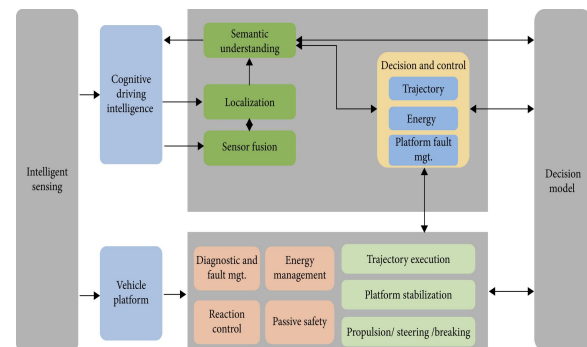 Intelligent
sensing
Cognitive
driving
intelligence
Vehicle
platform
Semantic
understanding
Localization
Sensor fusion
Decision and control
Trajectory
Energy
Platform fault
mgt.
Diagnostic and
fault mgt.
Energy
management
Reaction
control
Passive safety
Trajectory execution
Platform stabilization
Propulsion/ steering /breaking
Decision
model